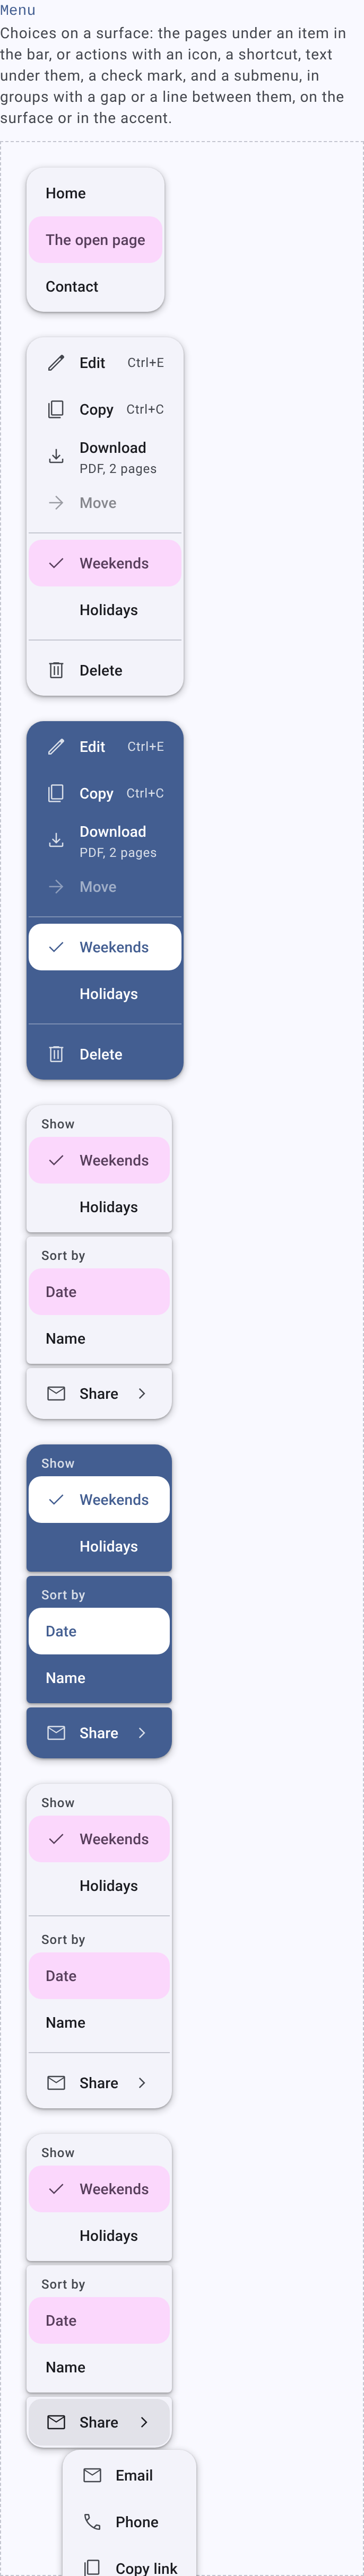 Menu
Choices on a surface: the pages under an item in
the bar, or actions with an icon, a shortcut, text
under them, a check mark, and a submenu, in
groups with a gap or a line between them, on the
surface or in the accent.
Home
The open page
Contact
Edit Ctrl+E
Copy Ctrl+C
Download
PDF, 2 pages
Move
Weekends
Holidays
Delete
Edit Ctrl+E
Copy Ctrl+C
Download
PDF, 2 pages
Move
Weekends
Holidays
Delete
Show
Weekends
Holidays
Sort by
Date
Name
Share
Show
Weekends
Holidays
Sort by
Date
Name
Share
Show
Weekends
Holidays
Sort by
Date
Name
Share
Show
Weekends
Holidays
Sort by
Date
Name
Share
Email
Phone
Copy link